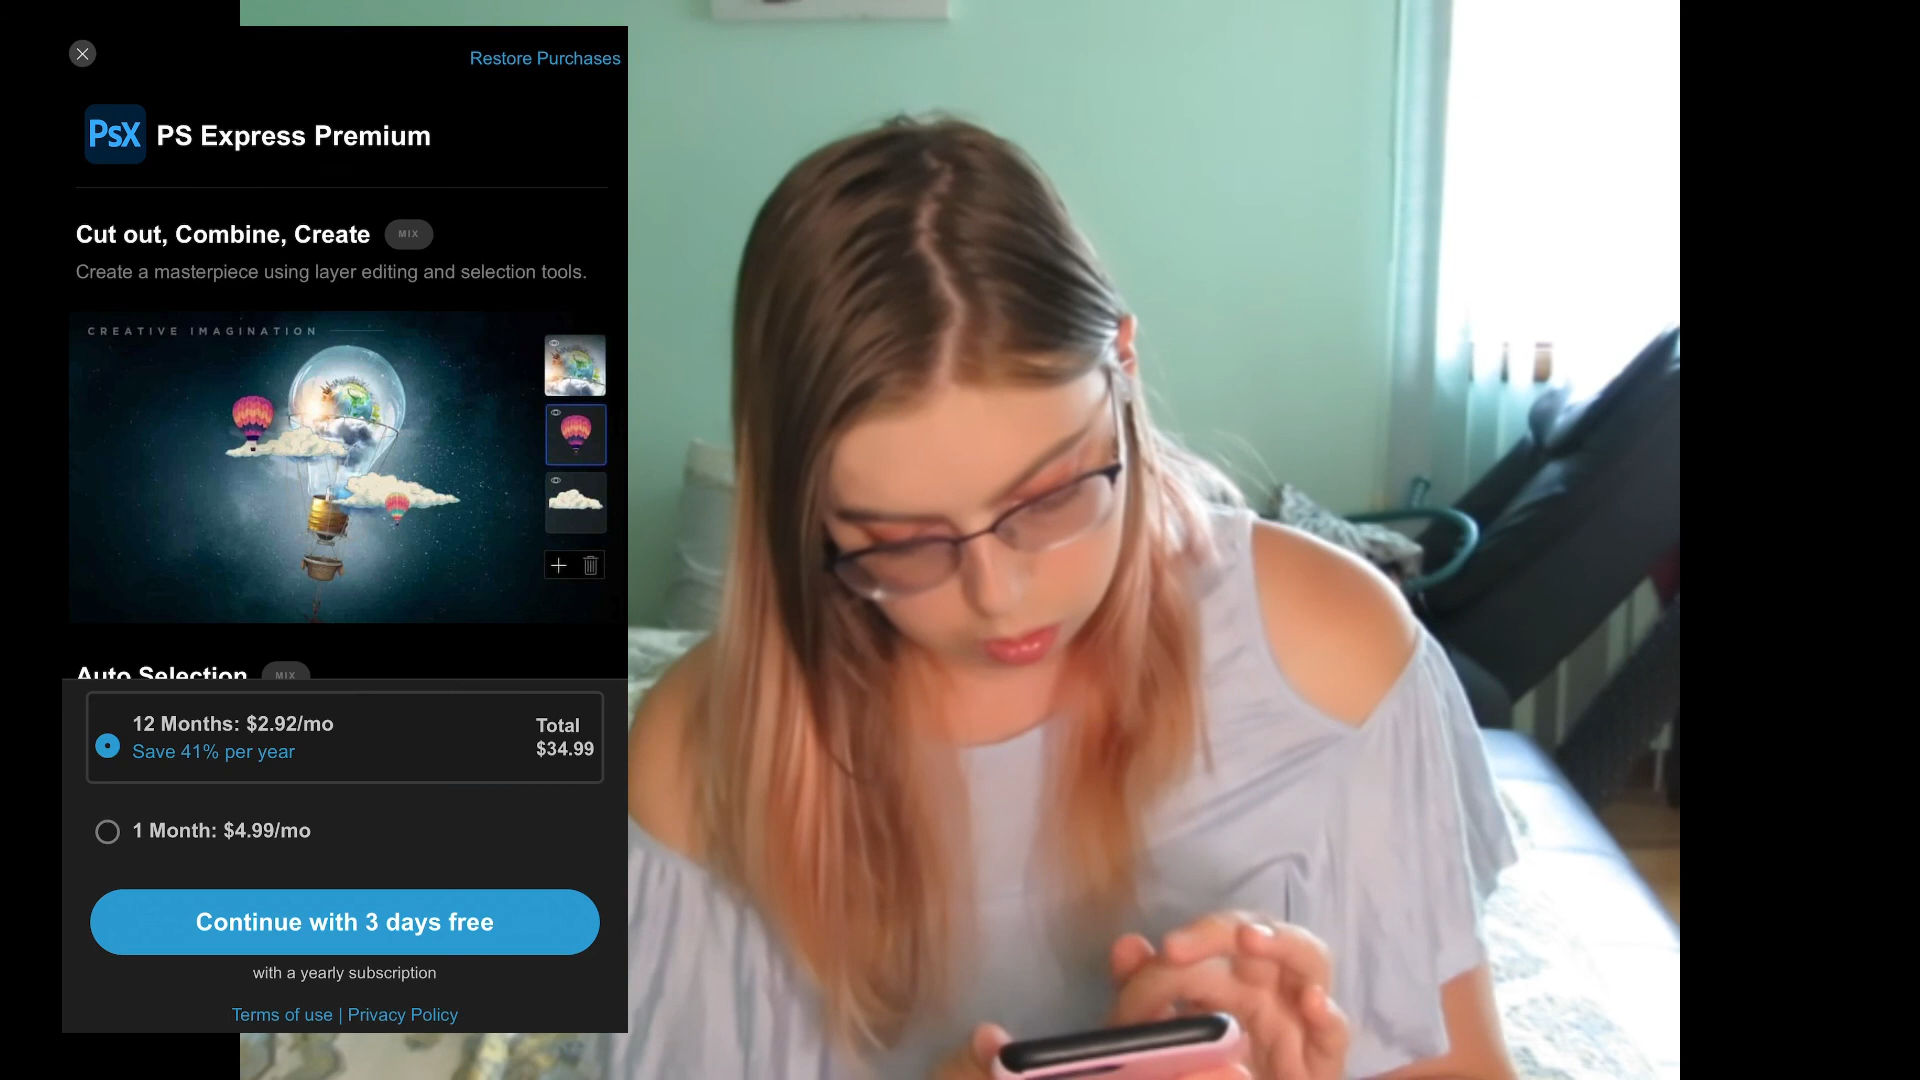 Restore Purchases
PsX PS Express Premium
Cut out, Combine, Create MIX
Create a masterpiece using layer editing and selection tools.
CREATIVE IMAGINATION
Auto Selection MIX
12 Months: $2.92/mo
Save 41% per year
Total
$34.99
1 Month: $4.99/mo
Continue with 3 days free
with a yearly subscription
Terms of use | Privacy Policy